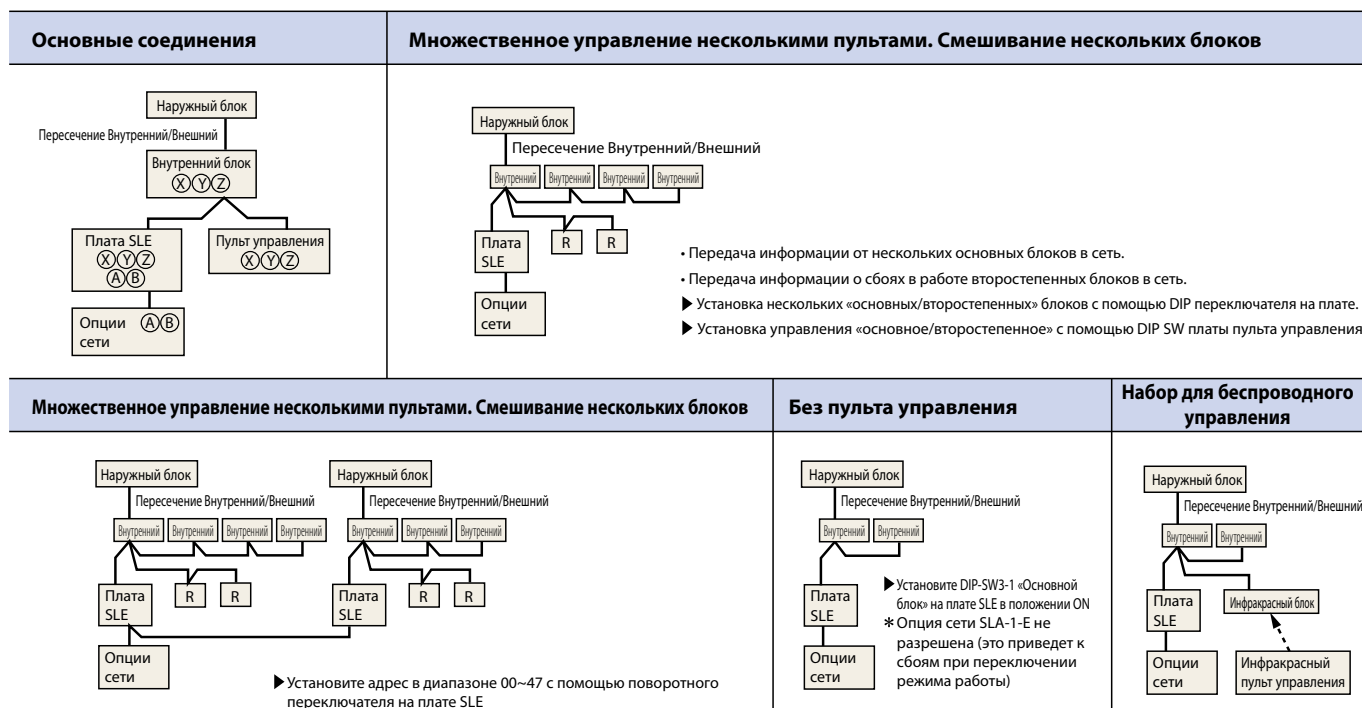 Основные соединения
Наружный блок
Пересечение Внутренний/Внешний
Внутренний блок
Ⓧ Ⓨ Ⓩ
Плата SLE
Ⓧ Ⓨ Ⓩ
Ⓐ Ⓑ
Пульт управления
Ⓧ Ⓨ Ⓩ
Опции Ⓐ Ⓑ
сети
Множественное управление несколькими пультами. Смешивание нескольких блоков
Наружный блок
Пересечение Внутренний/Внешний
Внутренний Внутренний Внутренний Внутренний
Плата
SLE
R R
Опции
сети
• Передача информации от нескольких основных блоков в сеть.
• Передача информации о сбоях в работе второстепенных блоков в сеть.
▶ Установка нескольких «основных/второстепенных» блоков с помощью DIP переключателя на плате.
▶ Установка управления «основное/второстепенное» с помощью DIP SW платы пульта управления
Множественное управление несколькими пультами. Смешивание нескольких блоков
Наружный блок
Пересечение Внутренний/Внешний
Внутренний Внутренний Внутренний Внутренний
Плата
SLE
R R
Опции
сети
Наружный блок
Пересечение Внутренний/Внешний
Внутренний Внутренний Внутренний
Плата
SLE
R R
▶ Установите адрес в диапазоне 00~47 с помощью поворотного
переключателя на плате SLE
Без пульта управления
Наружный блок
Пересечение Внутренний/Внешний
Внутренний Внутренний
Плата
SLE
Опции
сети
▶ Установите DIP-SW3-1 «Основной
блок» на плате SLE в положении ON
* Опция сети SLA-1-E не
разрешена (это приведет к
сбоям при переключении
режима работы)
Набор для беспроводного
управления
Наружный блок
Пересечение Внутренний/Внешний
Внутренний Внутренний
Плата
SLE
Инфракрасный блок
Опции
сети
Инфракрасный
пульт управления